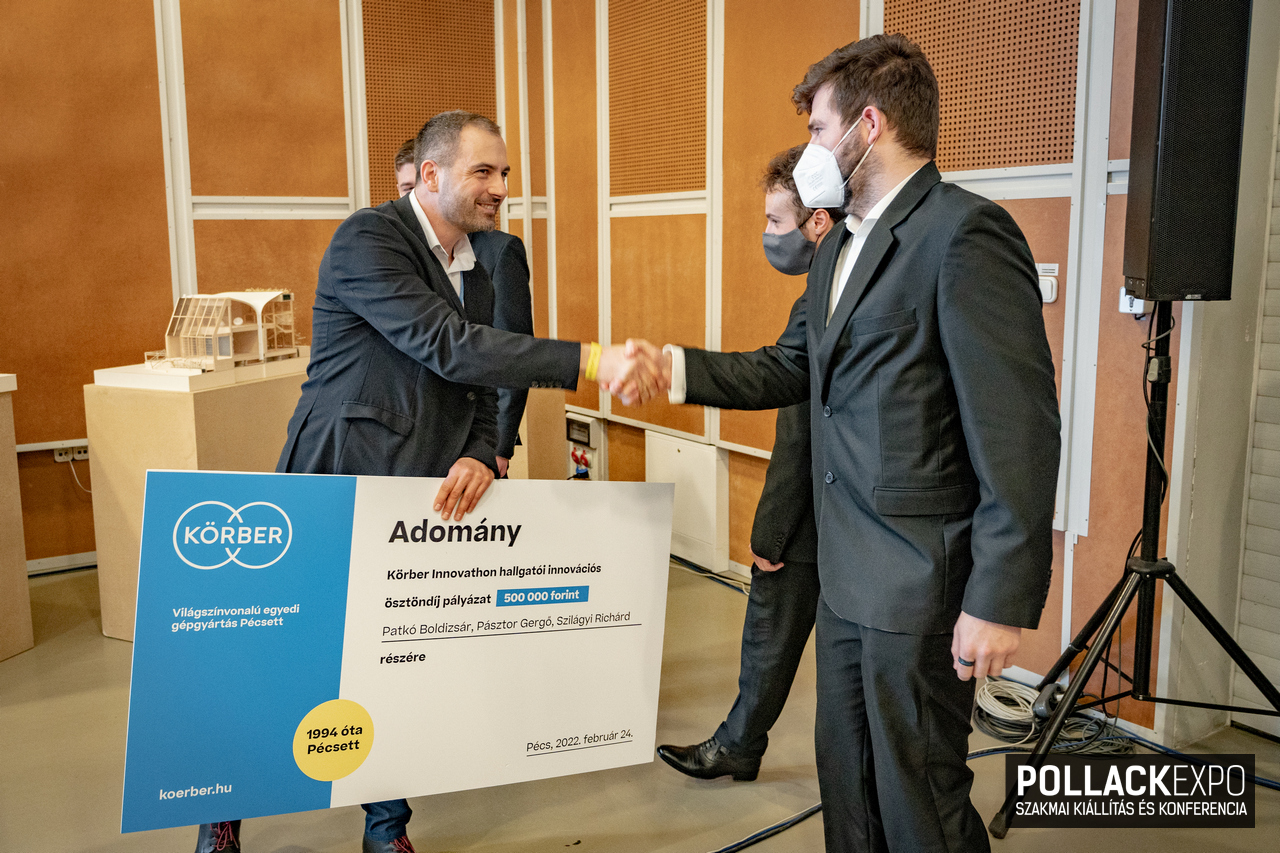 KÖRBER
Világszínvonalú egyedi
gépgyártás Pécsett
1994 óta
Pécsett
koerber.hu
Adomány
Körber Innovathon hallgatói innovációs
ösztöndíj pályázat 500 000 forint
Patkó Boldizsár, Pásztor Gergő, Szilágyi Richárd
részére
Pécs, 2022. február 24.
POLLACKEXPO
SZAKMAI KIÁLLÍTÁS ÉS KONFERENCIA